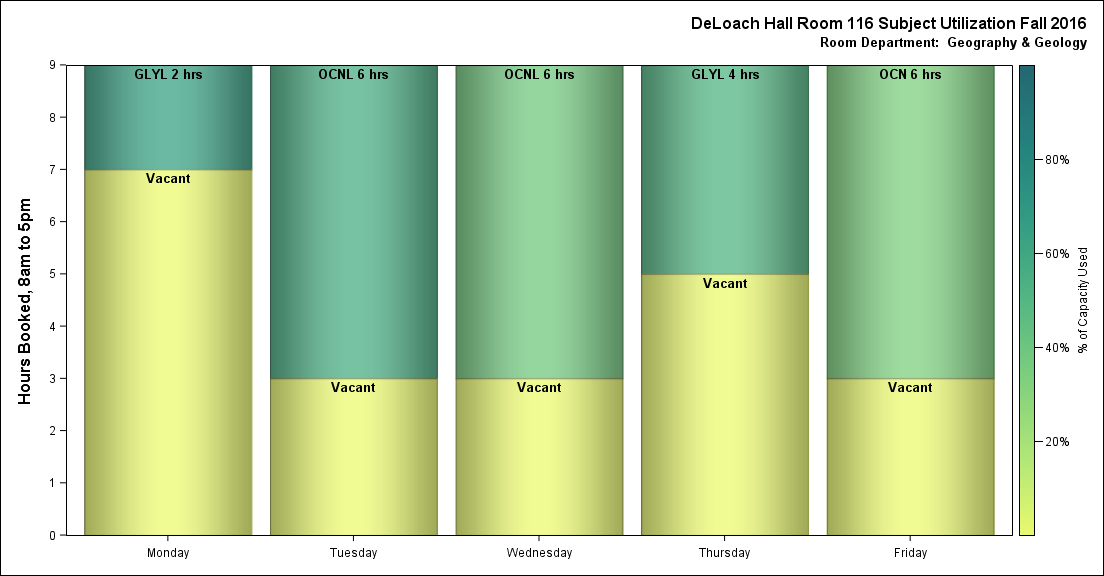 DeLoach Hall Room 116 Subject Utilization Fall 2016
Room Department: Geography & Geology
Hours Booked, 8am to 5pm
9
8
7
6
5
4
3
2
1
0
GLYL 2 hrs
Vacant
OCNL 6 hrs
Vacant
OCNL 6 hrs
Vacant
GLYL 4 hrs
Vacant
OCN 6 hrs
Vacant
Monday
Tuesday
Wednesday
Thursday
Friday
80%
60%
40%
20%
% of Capacity Used